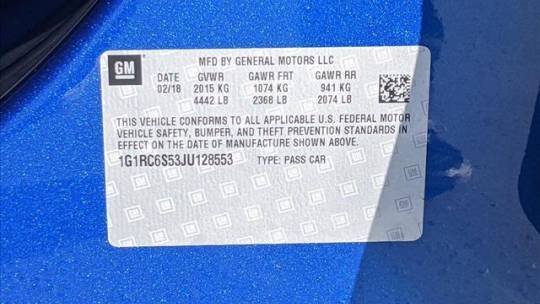 GM
MFD BY GENERAL MOTORS LLC
DATE GVWR GAWR FRT GAWR RR
02/18 2015 KG 1074 KG 941 KG
4442 LB 2368 LB 2074 LB
THIS VEHICLE CONFORMS TO ALL APPLICABLE U.S. FEDERAL MOTOR
VEHICLE SAFETY, BUMPER, AND THEFT PREVENTION STANDARDS IN
EFFECT ON THE DATE OF MANUFACTURE SHOWN ABOVE.
1G1RC6S53JU128553 TYPE: PASS CAR